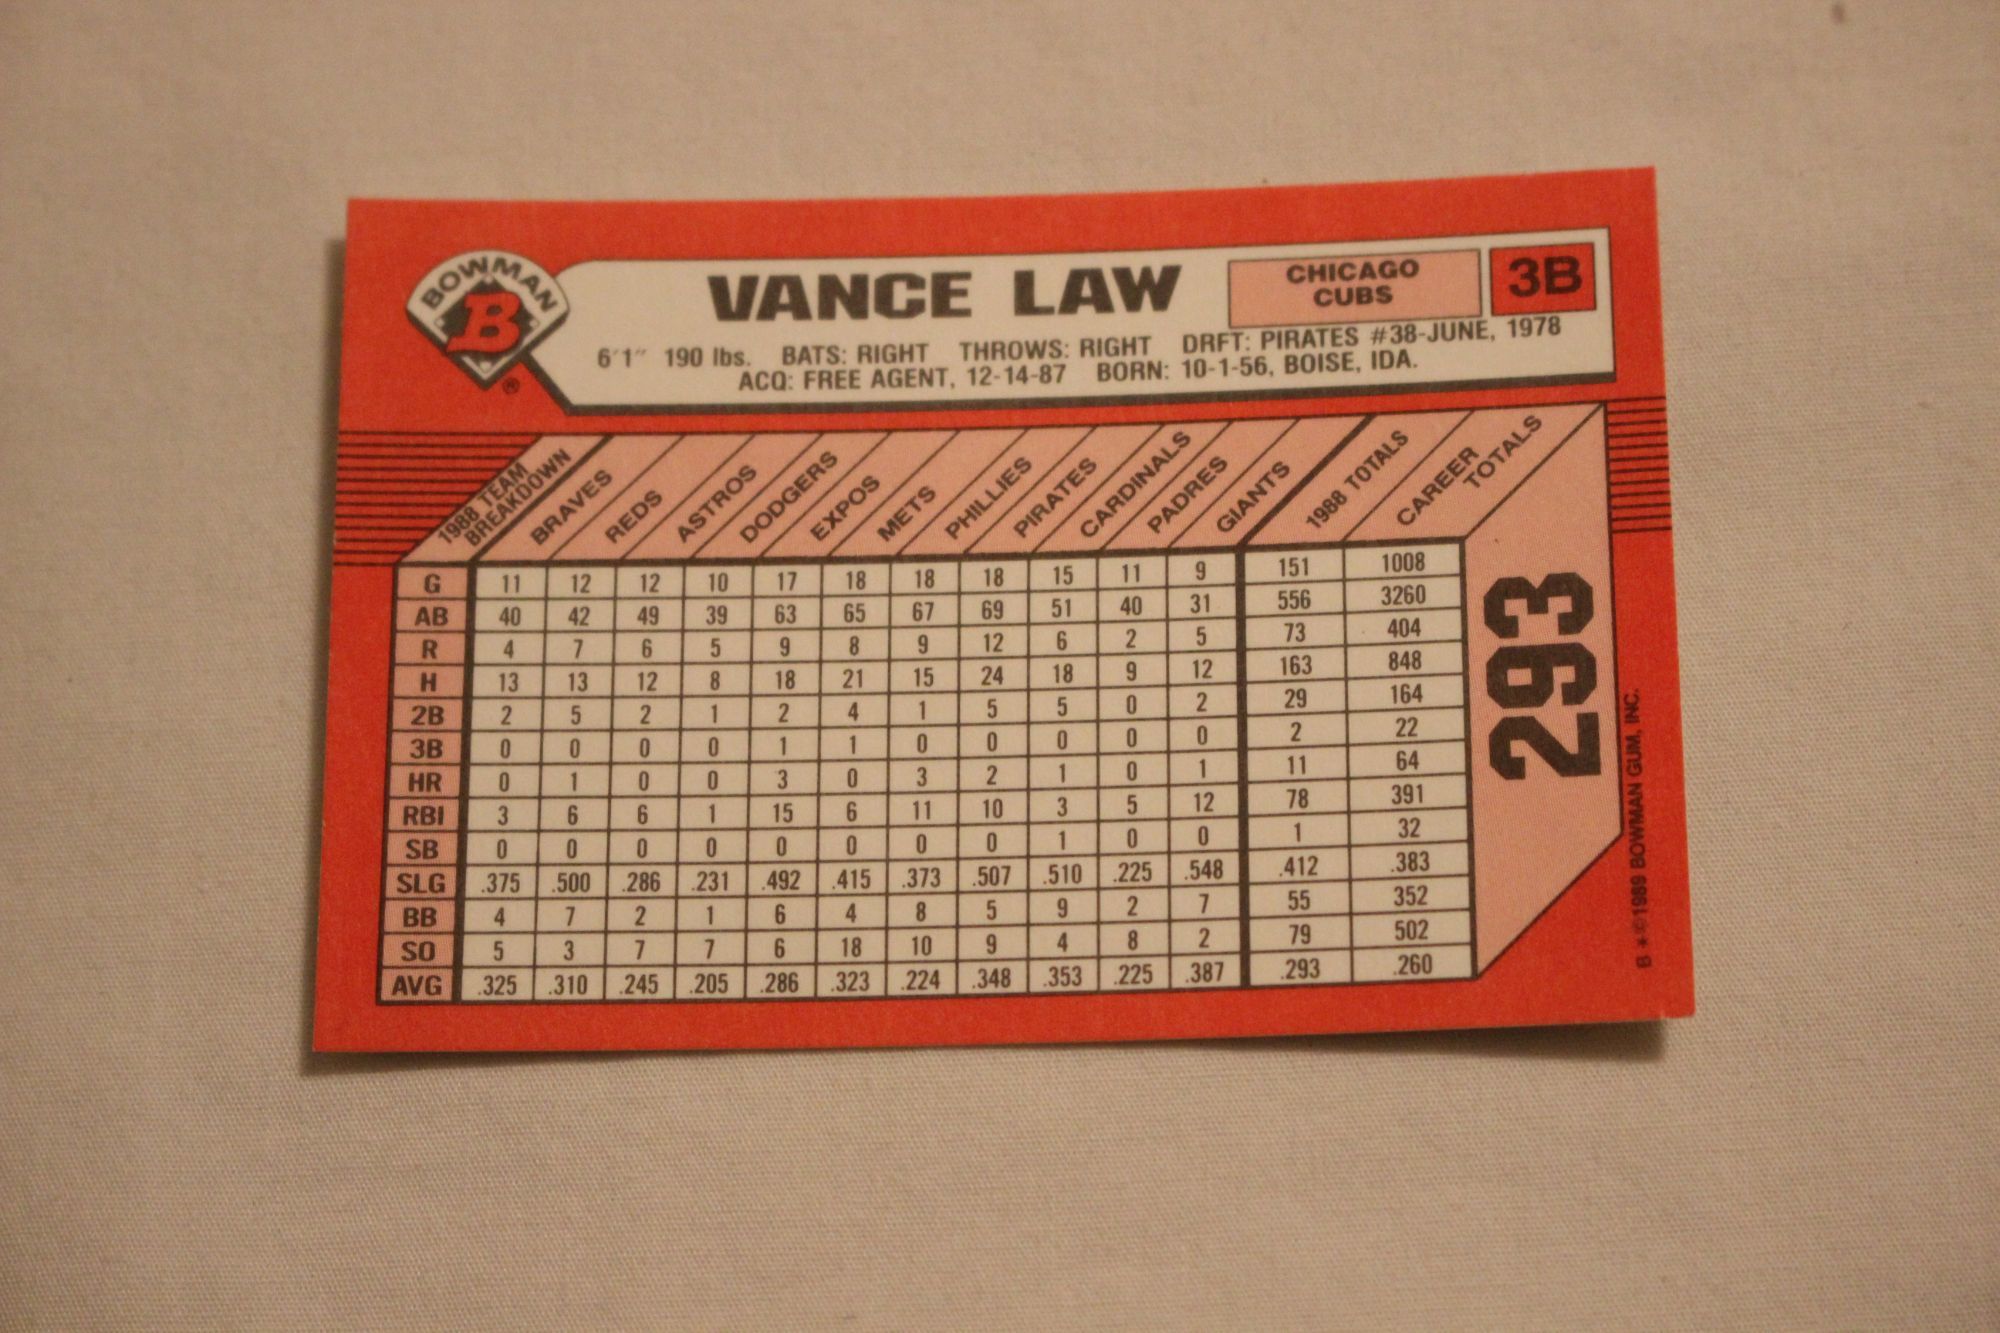 BOWMAN
B
®
VANCE LAW
CHICAGO
CUBS
3B
6'1" 190 lbs. BATS: RIGHT THROWS: RIGHT DRFT: PIRATES #38-JUNE, 1978
ACQ: FREE AGENT, 12-14-87 BORN: 10-1-56, BOISE, IDA.
1988 TEAM
BREAKDOWN
BRAVES
REDS
ASTROS
DODGERS
EXPOS
METS
PHILLIES
PIRATES
CARDINALS
PADRES
GIANTS
1988 TOTALS
CAREER
TOTALS
G 11 12 12 10 17 18 18 18 15 11 9 151 1008
AB 40 42 49 39 63 65 67 69 51 40 31 556 3260
R 4 7 6 5 9 8 9 12 6 2 5 73 404
H 13 13 12 8 18 21 15 24 18 9 12 163 848
2B 2 5 2 1 2 4 1 5 5 0 2 29 164
3B 0 0 0 0 1 1 0 0 0 0 0 2 22
HR 0 1 0 0 3 0 3 2 1 0 1 11 64
RBI 3 6 6 1 15 6 11 10 3 5 12 78 391
SB 0 0 0 0 0 0 0 0 1 0 0 1 32
SLG .375 .500 .286 .231 .492 .415 .373 .507 .510 .225 .548 .412 .383
BB 4 7 2 1 6 4 8 5 9 2 7 55 352
SO 5 3 7 7 6 18 10 9 4 8 2 79 502
AVG .325 .310 .245 .205 .286 .323 .224 .348 .353 .225 .387 .293 .260
293
B*©1989 BOWMAN GUM, INC.